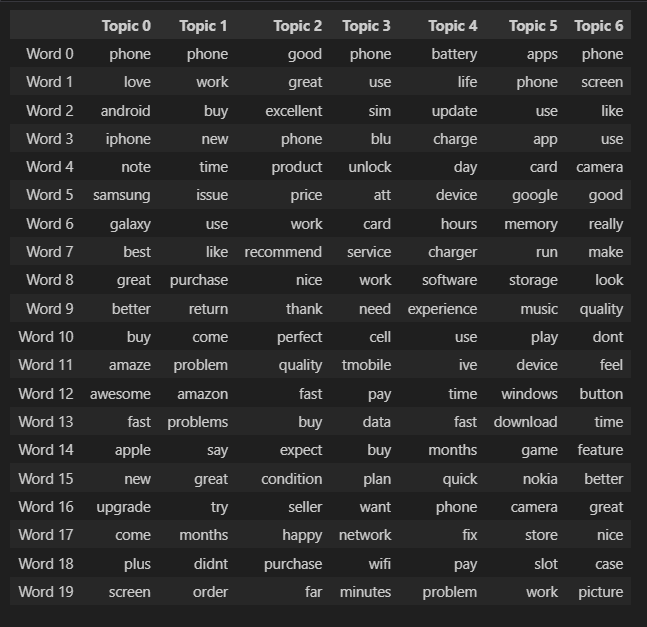 Topic 0 Topic 1 Topic 2 Topic 3 Topic 4 Topic 5 Topic 6
Word 0 phone phone good phone battery apps phone
Word 1 love work great use life phone screen
Word 2 android buy excellent sim update use like
Word 3 iphone new phone blu charge app use
Word 4 note time product unlock day card camera
Word 5 samsung issue price att device google good
Word 6 galaxy use work card hours memory really
Word 7 best like recommend service charger run make
Word 8 great purchase nice work software storage look
Word 9 better return thank need experience music quality
Word 10 buy come perfect cell use play dont
Word 11 amaze problem quality tmobile ive device feel
Word 12 awesome amazon fast pay time windows button
Word 13 fast problems buy data fast download time
Word 14 apple say expect buy months game feature
Word 15 new great condition plan quick nokia better
Word 16 upgrade try seller want phone camera great
Word 17 come months happy network fix store nice
Word 18 plus didnt purchase wifi pay slot case
Word 19 screen order far minutes problem work picture